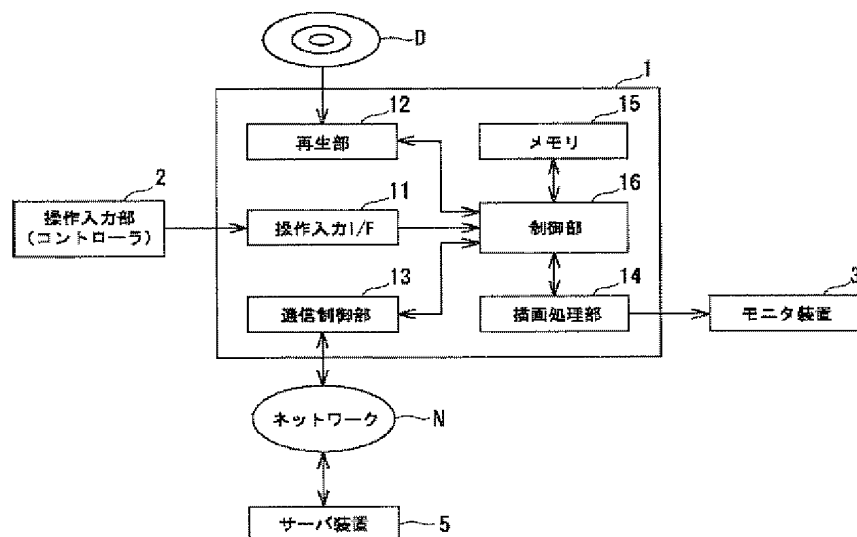 D
1
12
再生部
15
メモリ
2
操作入力部
(コントローラ)
11
操作入力I/F
16
制御部
13
通信制御部
14
描画処理部
3
モニタ装置
ネットワーク
N
サーバ装置
5